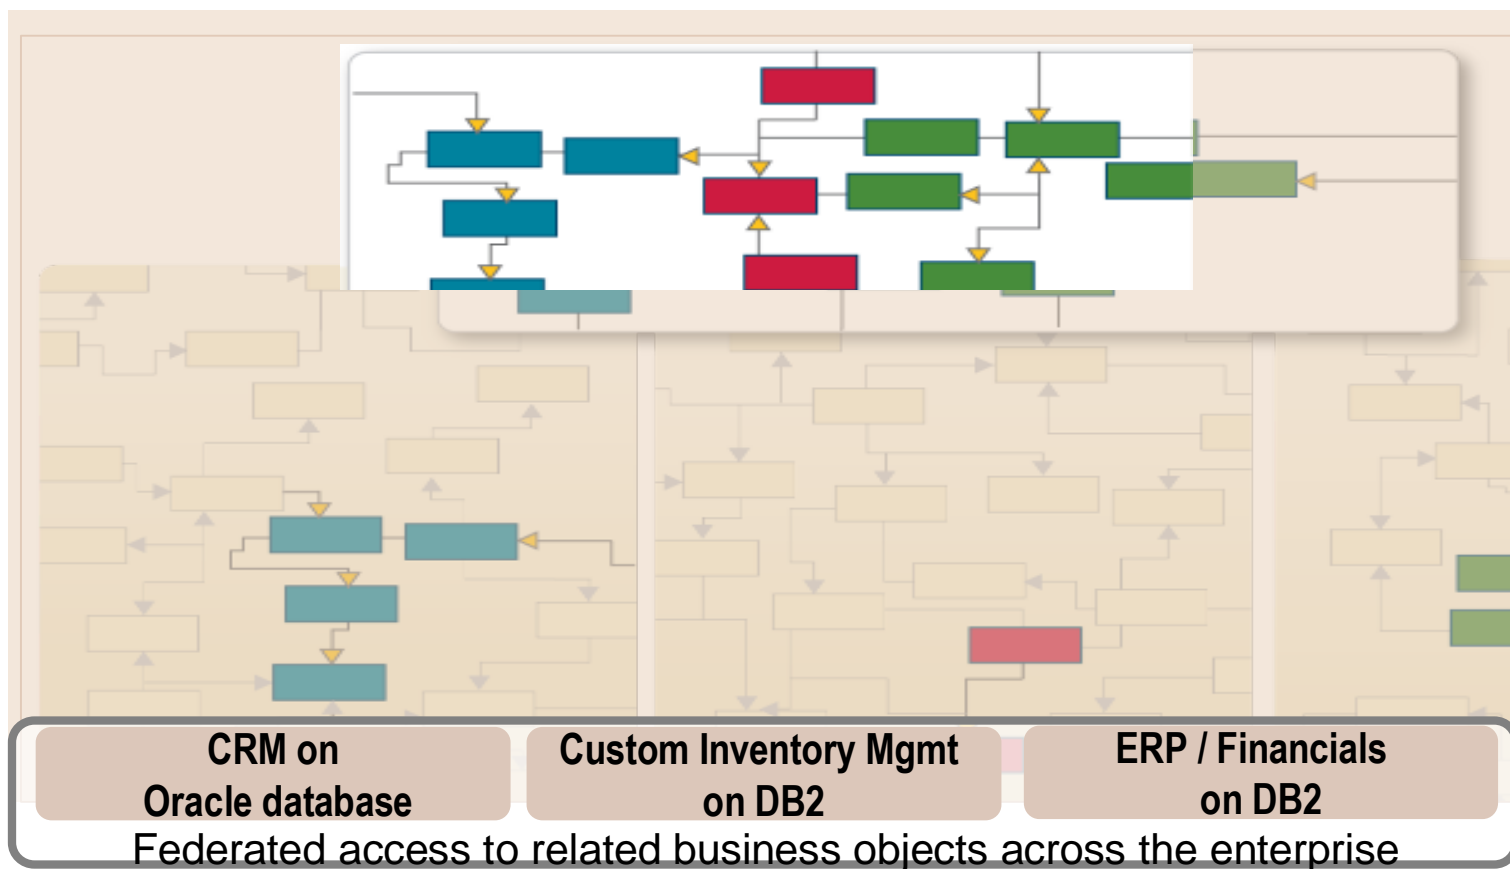 CRM on
Oracle database
Custom Inventory Mgmt
on DB2
ERP / Financials
on DB2
Federated access to related business objects across the enterprise